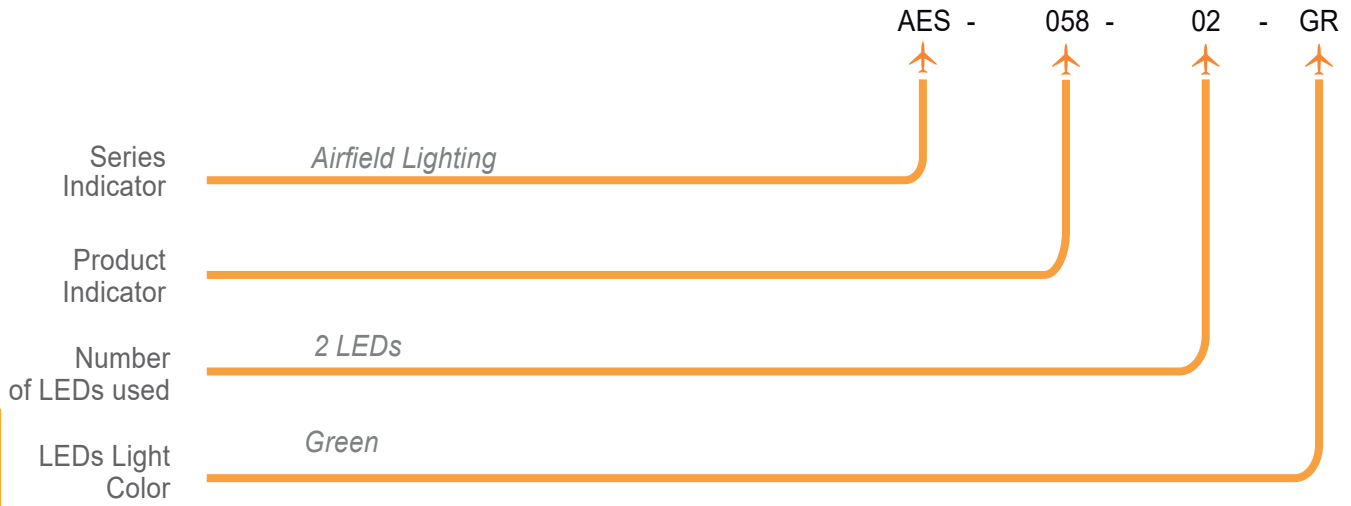 AES - 058 - 02 - GR
Series
Indicator
Airfield Lighting
Product
Indicator
Number
of LEDs used
2 LEDs
LEDs Light
Color
Green